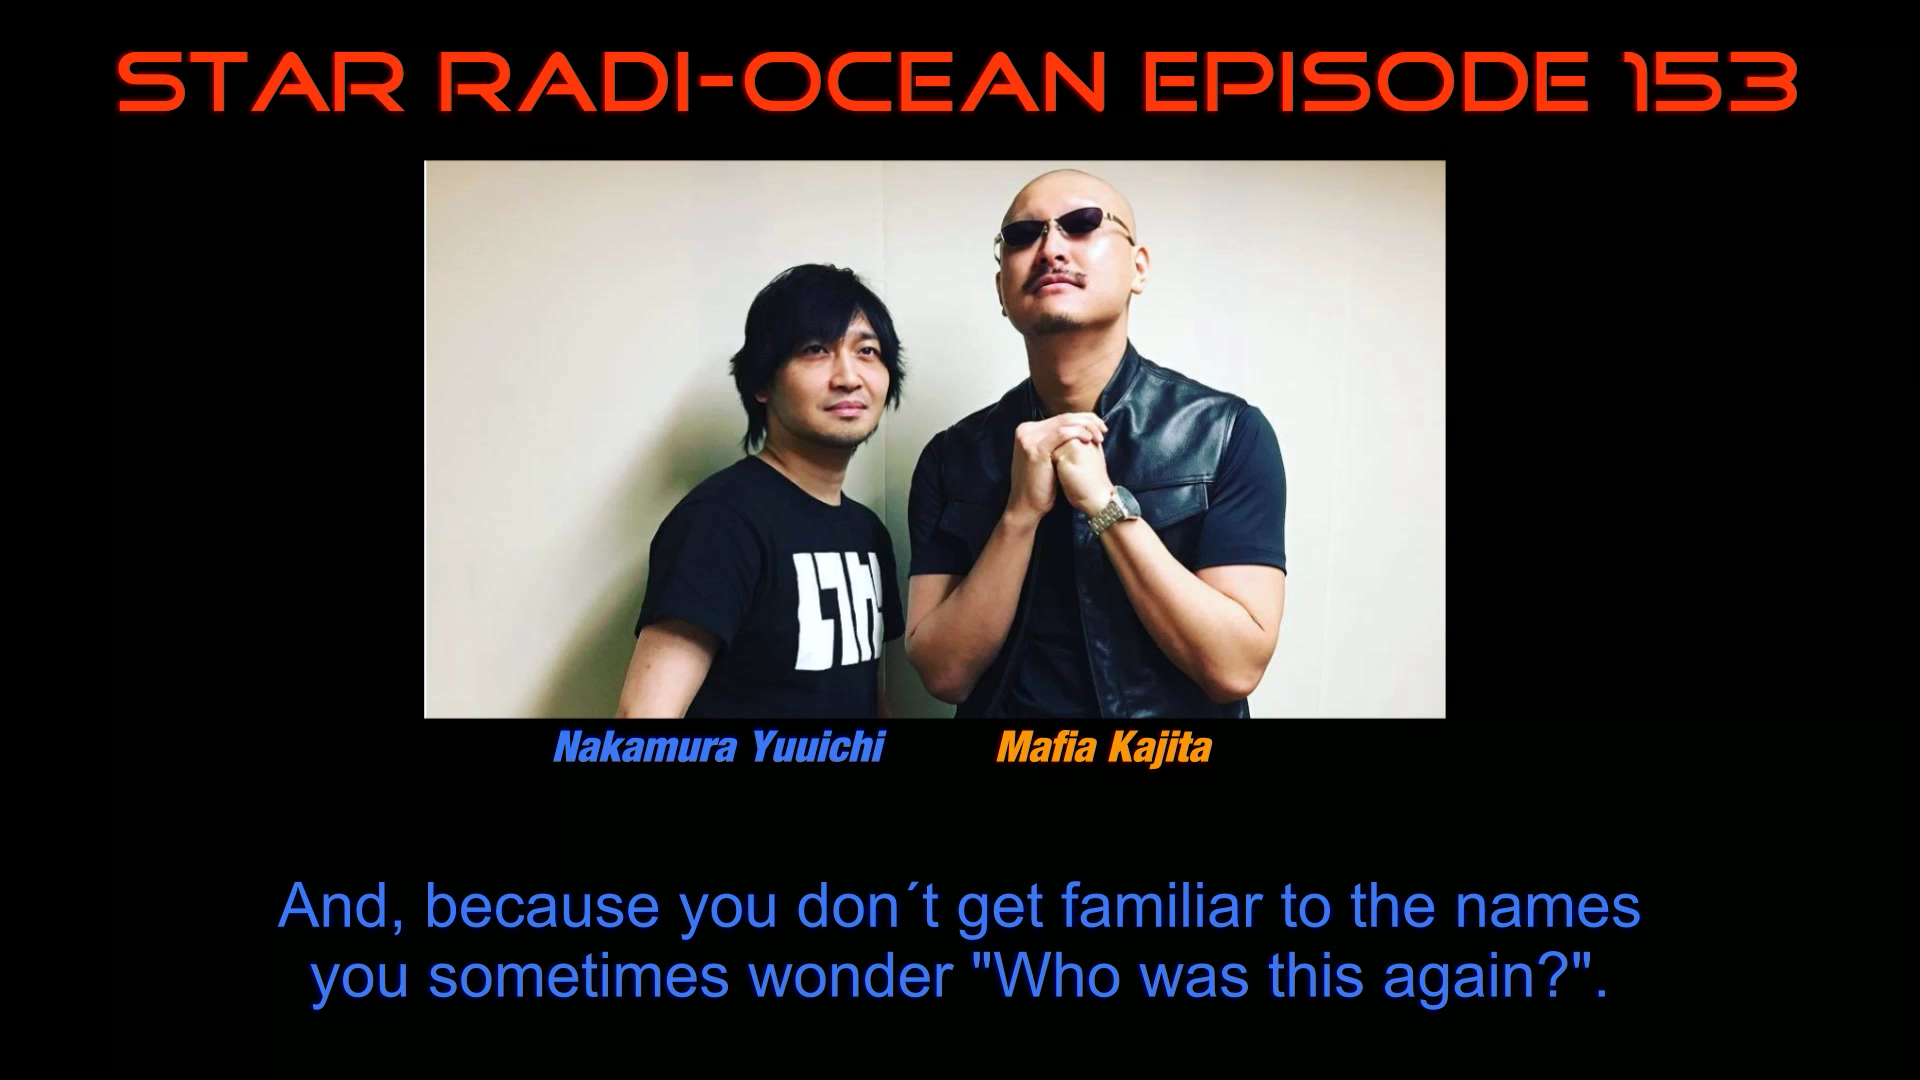 STAR RADI-OCEAN EPISODE 153
Nakamura Yuuichi
Mafia Kajita
And, because you don´t get familiar to the names
you sometimes wonder "Who was this again?".